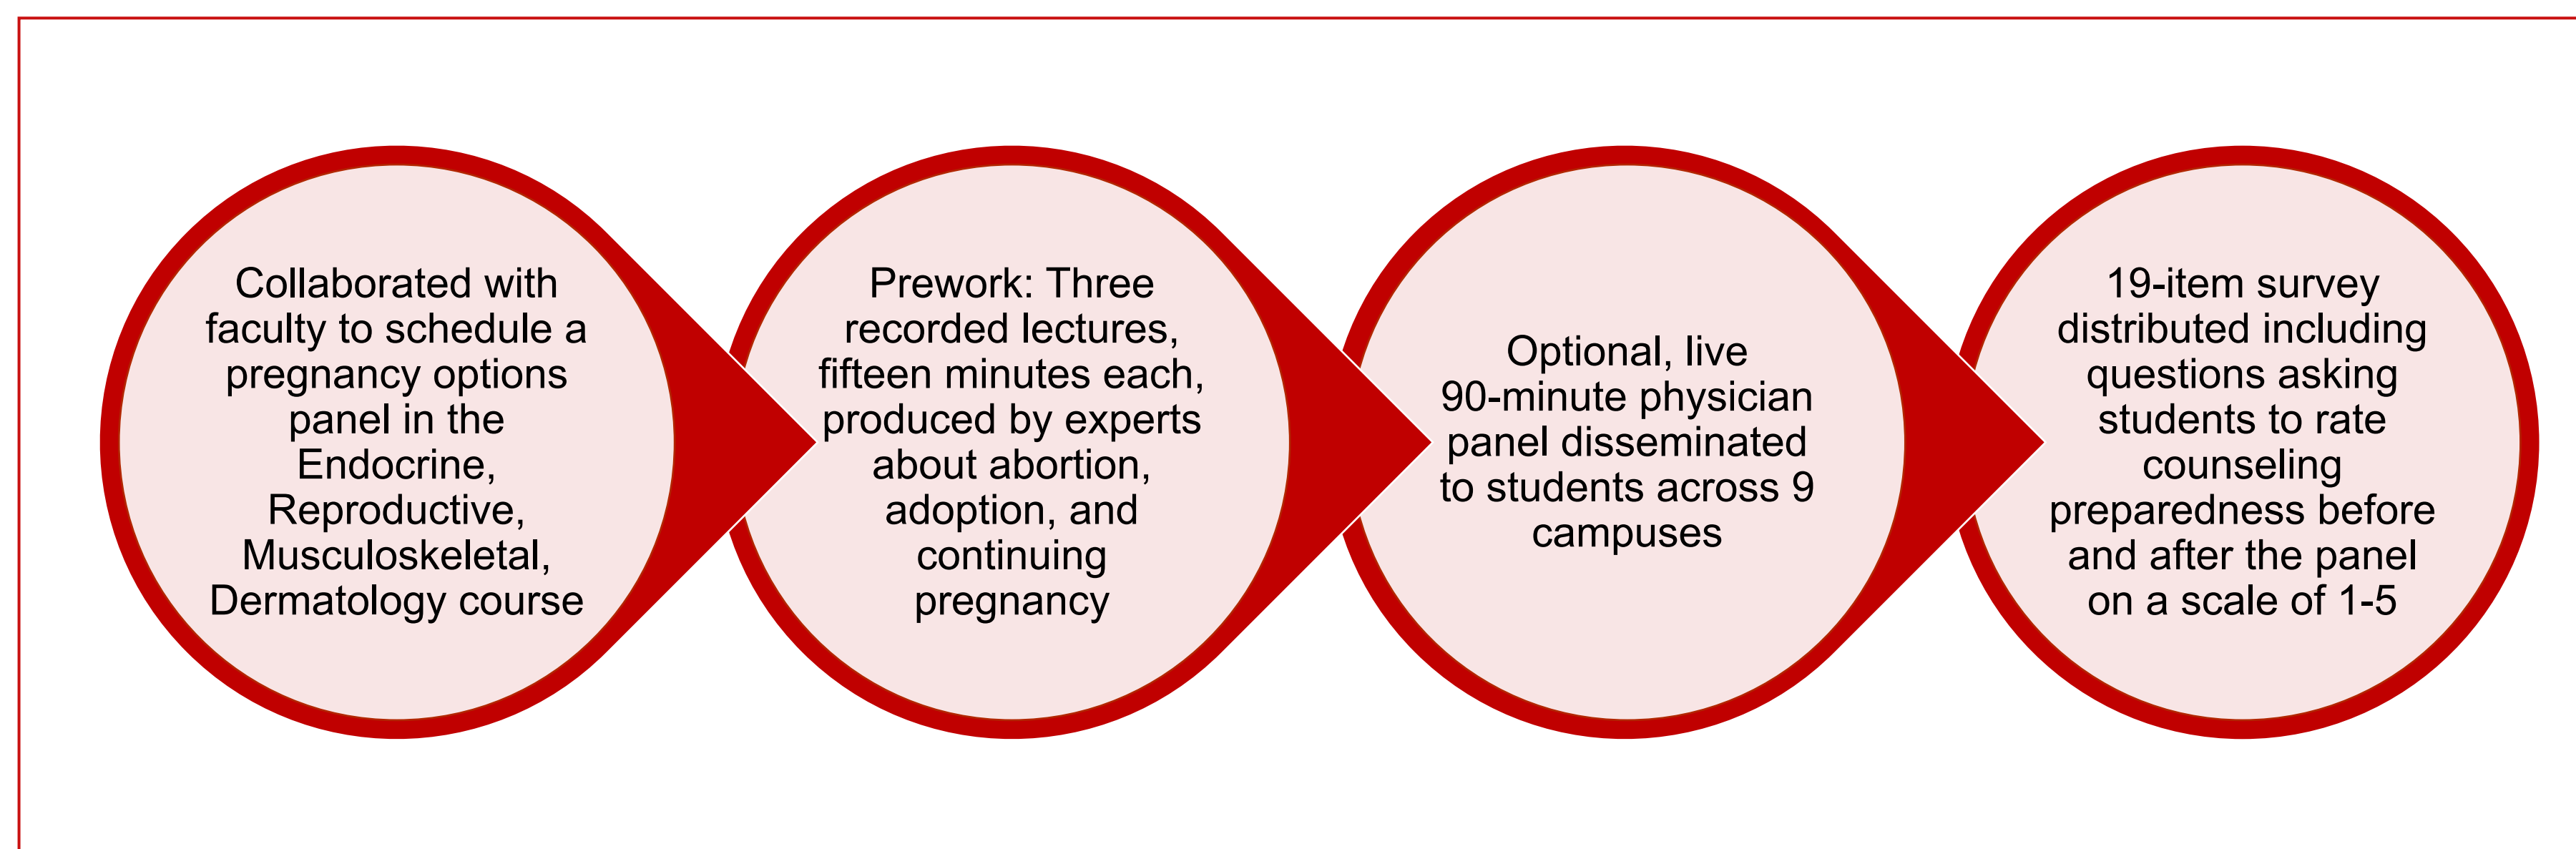 Collaborated with
faculty to schedule a
pregnancy options
panel in the
Endocrine,
Reproductive,
Musculoskeletal,
Dermatology course
Prework: Three
recorded lectures,
fifteen minutes each,
produced by experts
about abortion,
adoption, and
continuing
pregnancy
Optional, live
90-minute physician
panel disseminated
to students across 9
campuses
19-item survey
distributed including
questions asking
students to rate
counseling
preparedness before
and after the panel
on a scale of 1-5